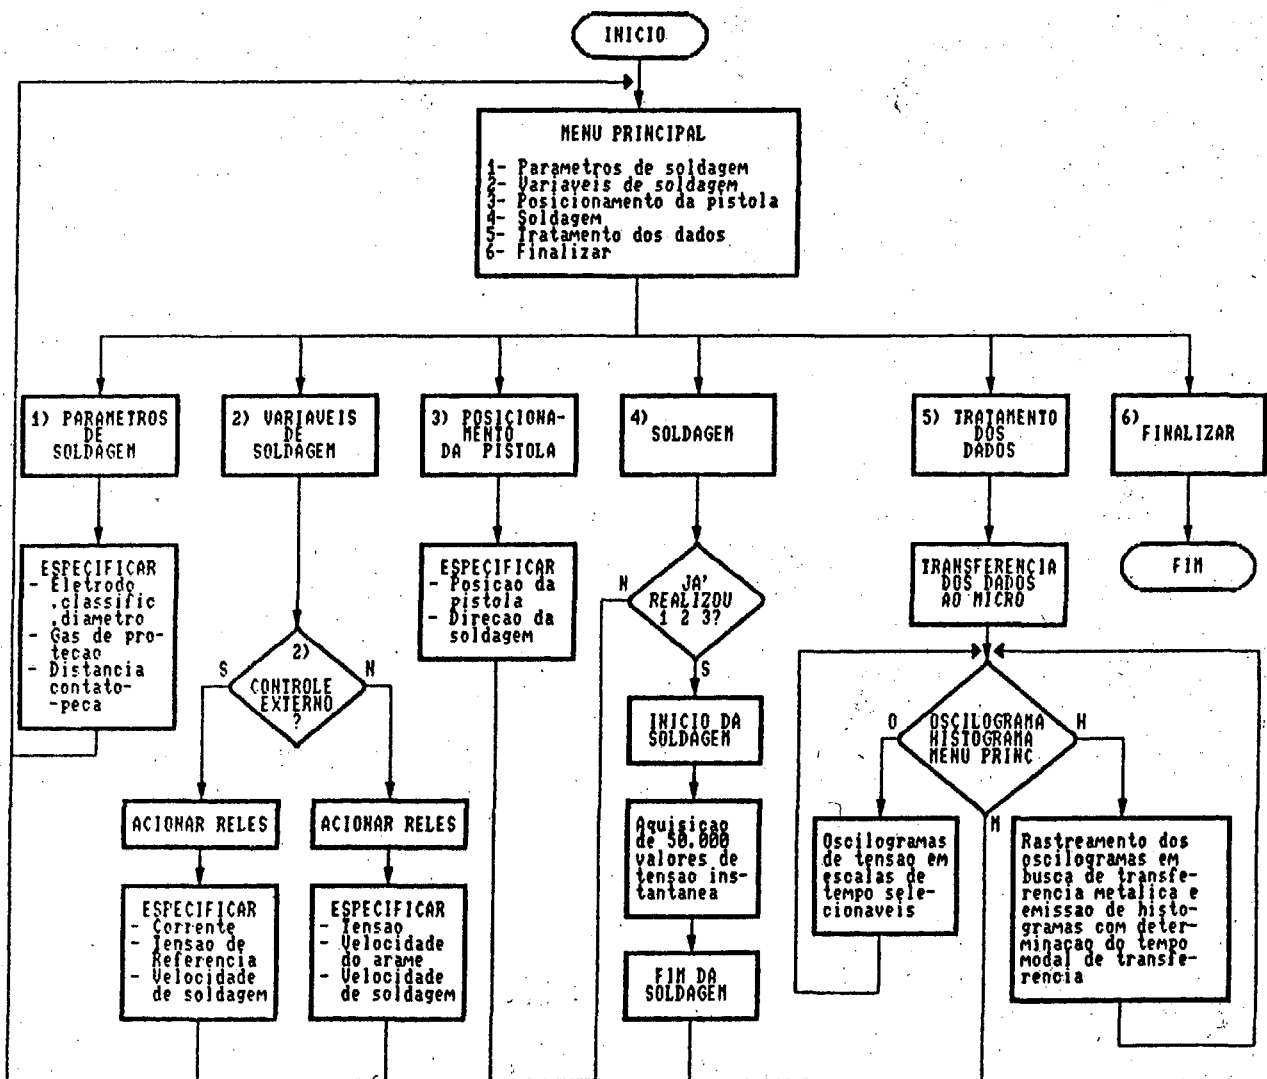 INICIO
MENU PRINCIPAL
1- Parametros de soldagem
2- Variaveis de soldagem
3- Posicionamento da pistola
4- Soldagem
5- Tratamento dos dados
6- Finalizar
1) PARAMETROS
DE
SOLDAGEM
2) VARIAVEIS
DE
SOLDAGEM
3) POSICIONA-
MENTO
DA PISTOLA
4)
SOLDAGEM
5) TRATAMENTO
DOS
DADOS
6)
FINALIZAR
ESPECIFICAR
- Eletrodo
.classific
.diametro
- Gas de pro-
tecao
- Distancia
contato-
-peca
2)
CONTROLE
EXTERNO
?
S
N
ESPECIFICAR
- Posicao da
pistola
- Direcao da
soldagem
N
JA'
REALIZOU
1 2 3?
S
TRANSFERENCIA
DOS DADOS
AO MICRO
FIM
ACIONAR RELES
ACIONAR RELES
ESPECIFICAR
- Corrente
- Tensao de
Referencia
- Velocidade
de soldagem
ESPECIFICAR
- Tensao
- Velocidade
do arame
- Velocidade
de soldagem
INICIO DA
SOLDAGEM
Aquisicao
de 50.000
valores de
tensao ins-
tantanea
FIM DA
SOLDAGEM
O
OSCILOGRAMA
HISTOGRAMA
MENU PRINC
H
M
Oscilogramas
de tensao em
escalas de
tempo sele-
cionaveis
Rastreamento dos
oscilogramas em
busca de transfe-
rencia metalica e
emissao de histo-
gramas com deter-
minacao do tempo
modal de transfe-
rencia